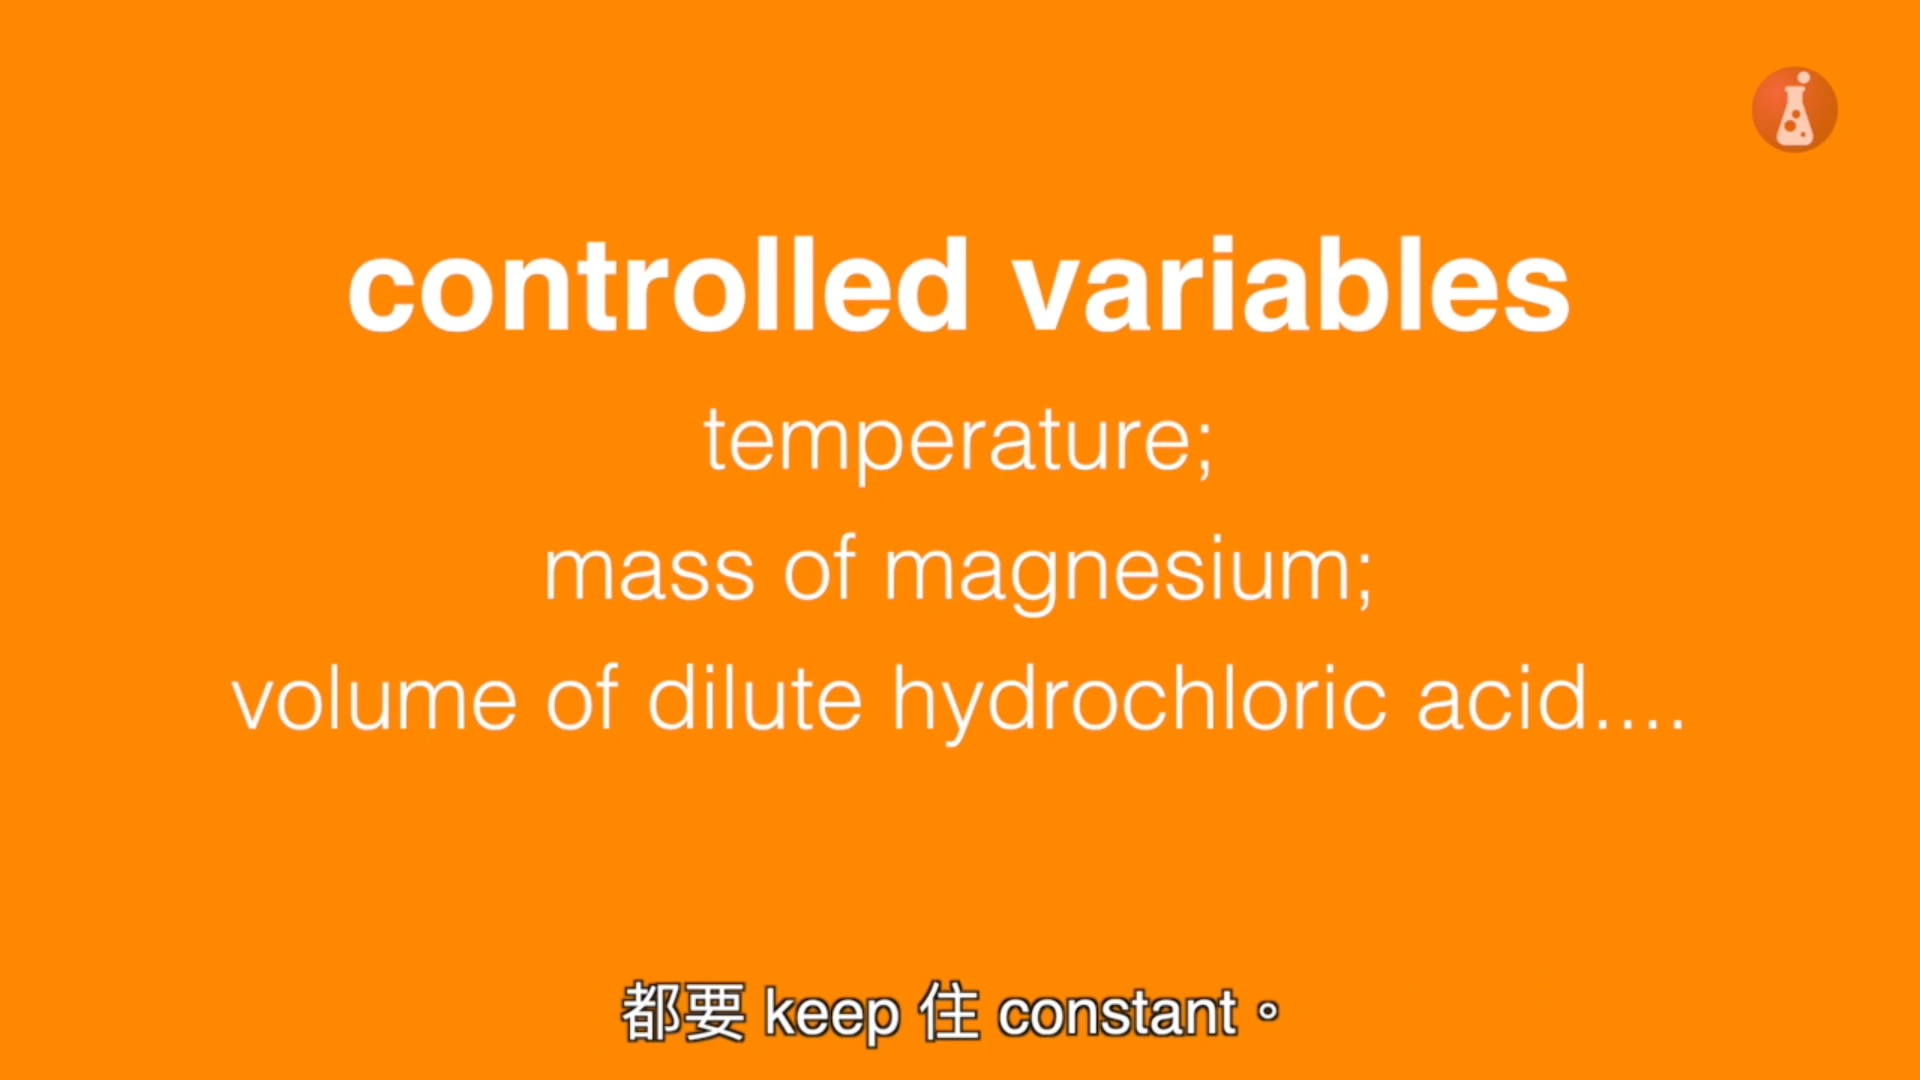 controlled variables
temperature;
mass of magnesium;
volume of dilute hydrochloric acid....
都要 keep 住 constant。